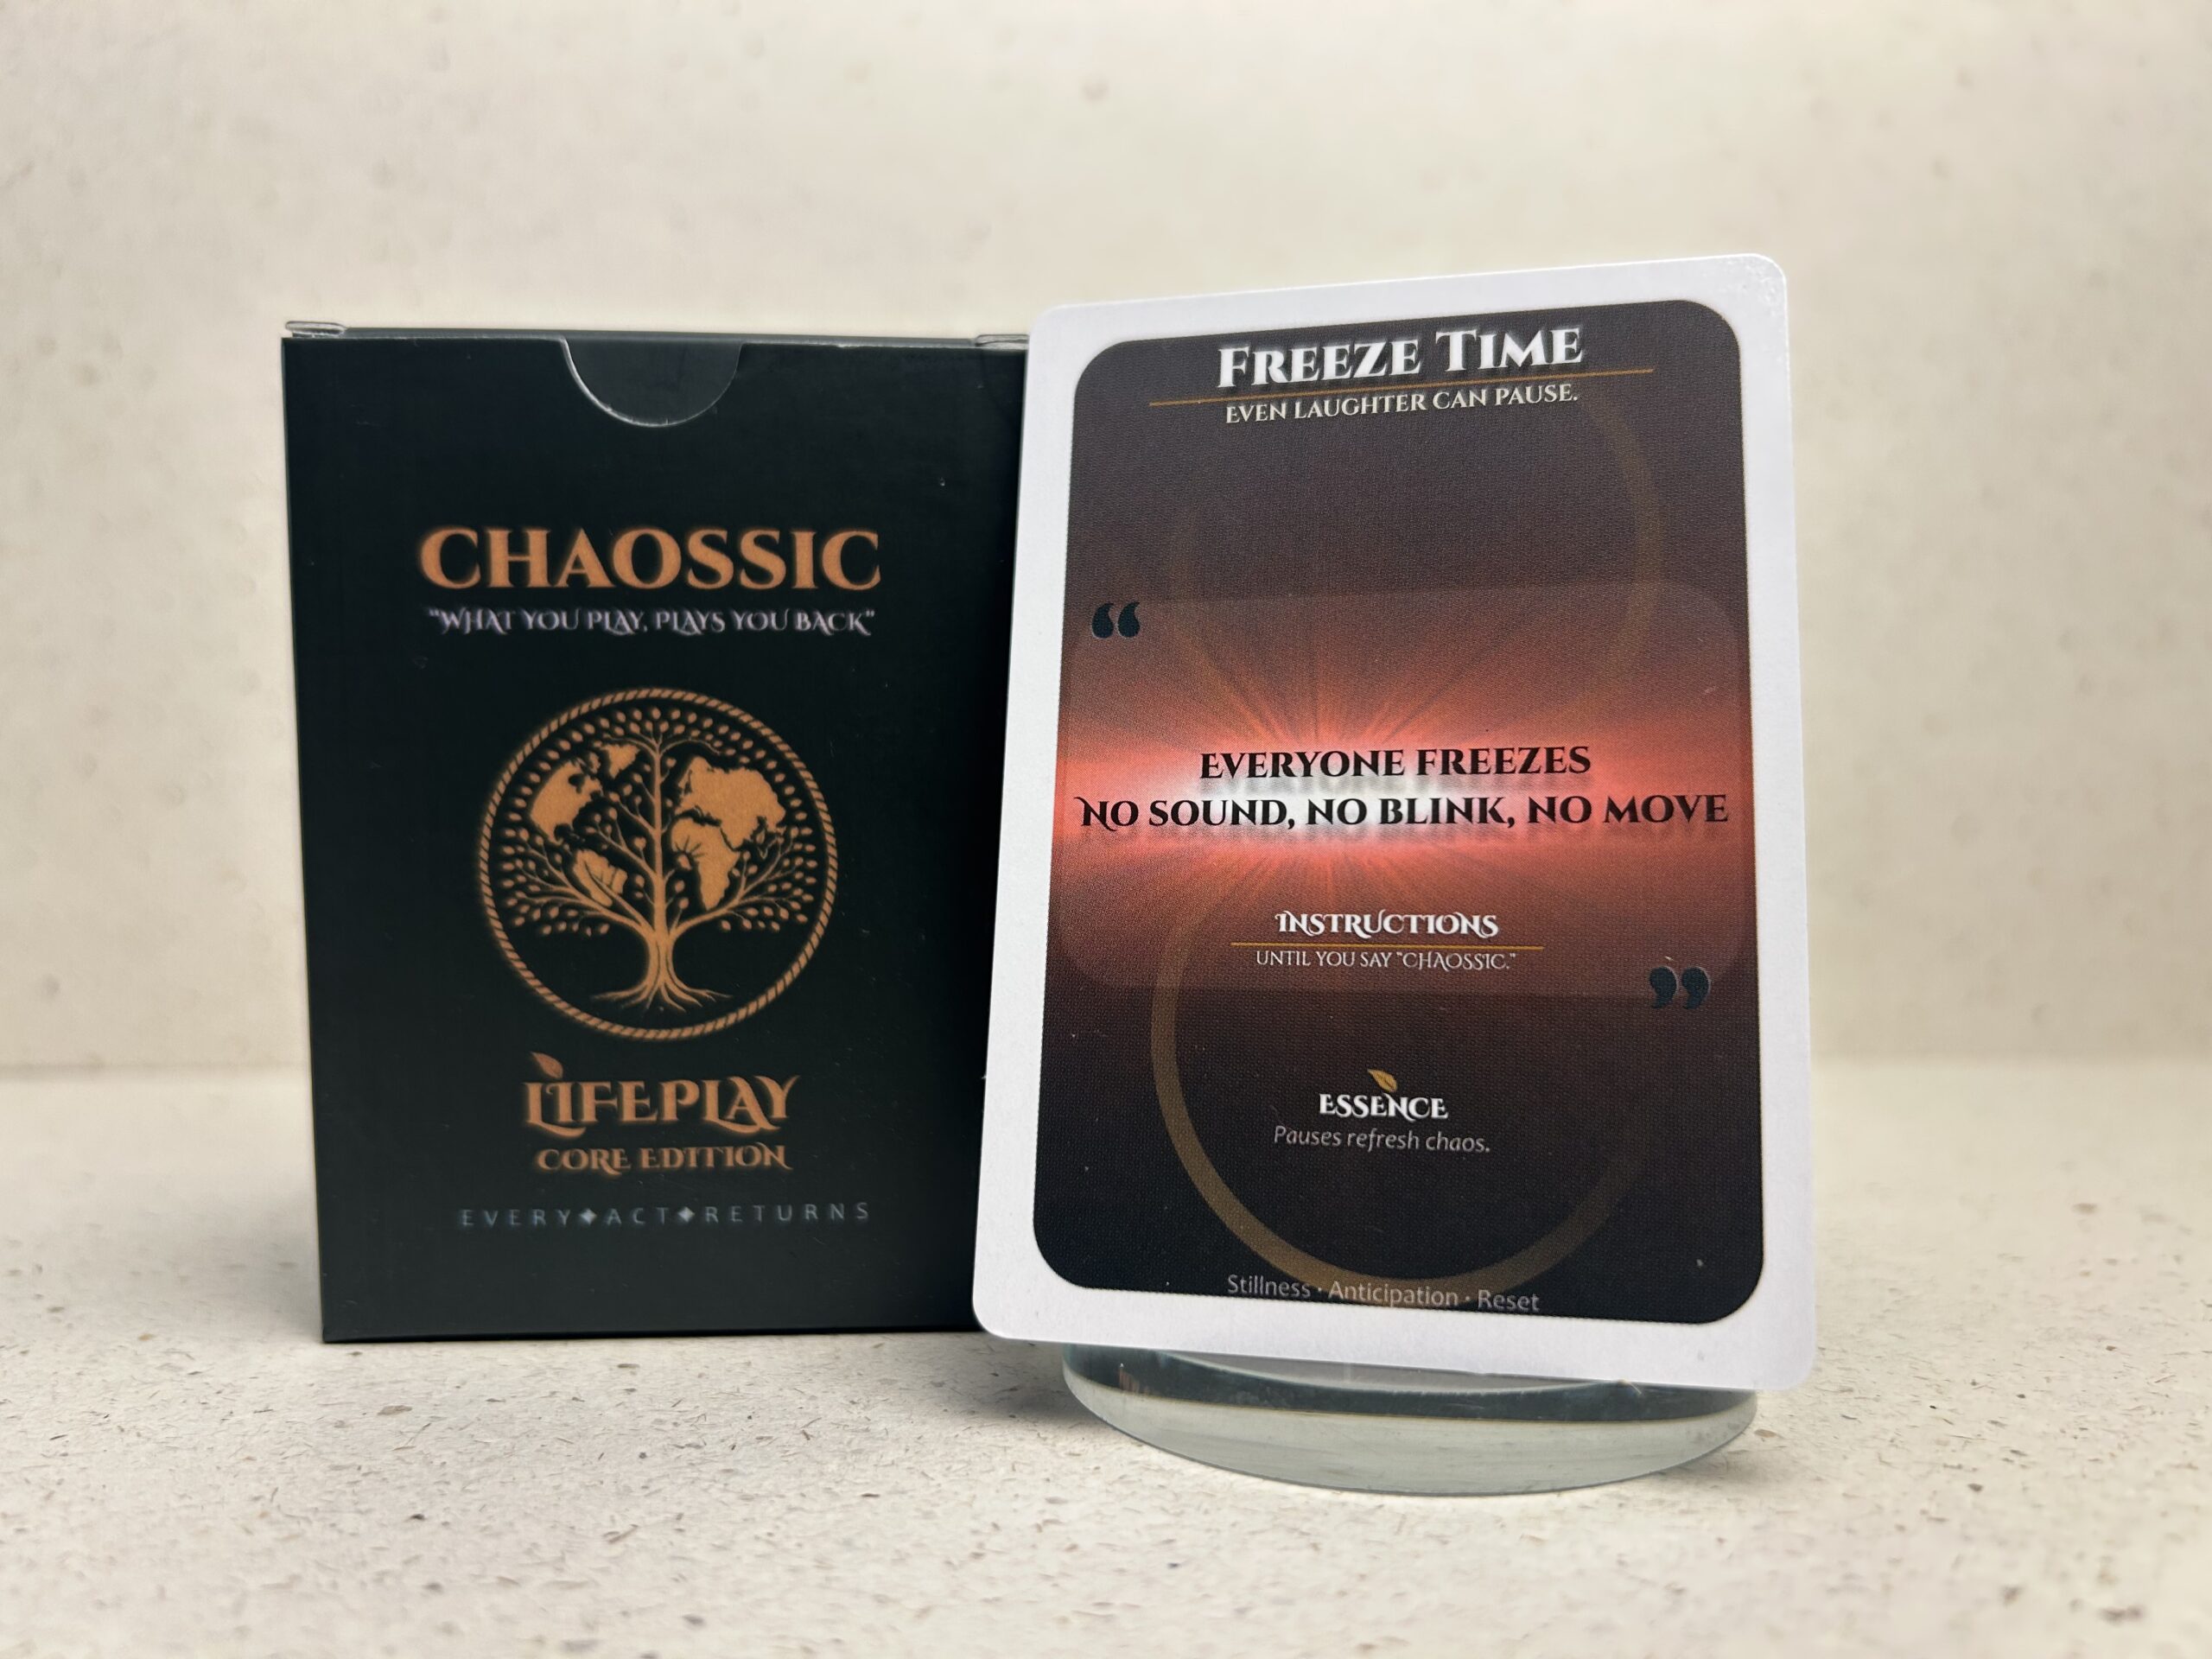 CHAOSSIC
"WHAT YOU PLAY, PLAYS YOU BACK"
LIFEPLAY
CORE EDITION
EVERY✦ACT✦RETURNS
FREEZE TIME
EVEN LAUGHTER CAN PAUSE.
“
EVERYONE FREEZES
NO SOUND, NO BLINK, NO MOVE
INSTRUCTIONS
UNTIL YOU SAY "CHAOSSIC."
”
ESSENCE
Pauses refresh chaos.
Stillness · Anticipation · Reset